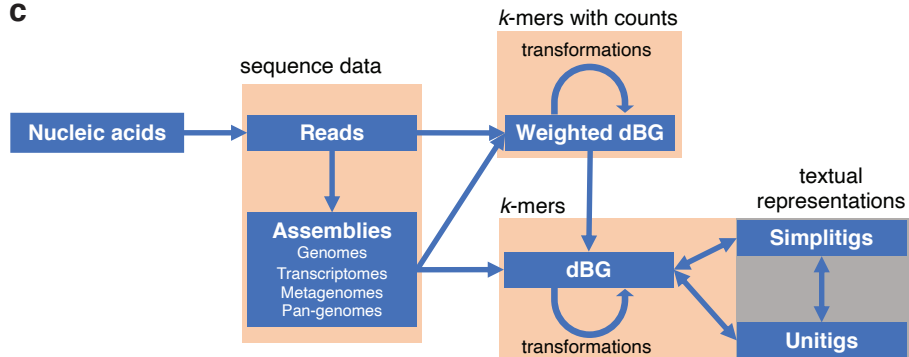 c
k-mers with counts
transformations
sequence data
Nucleic acids
Reads
Weighted dBG
Assemblies
Genomes
Transcriptomes
Metagenomes
Pan-genomes
k-mers
dBG
transformations
textual
representations
Simplitigs
Unitigs